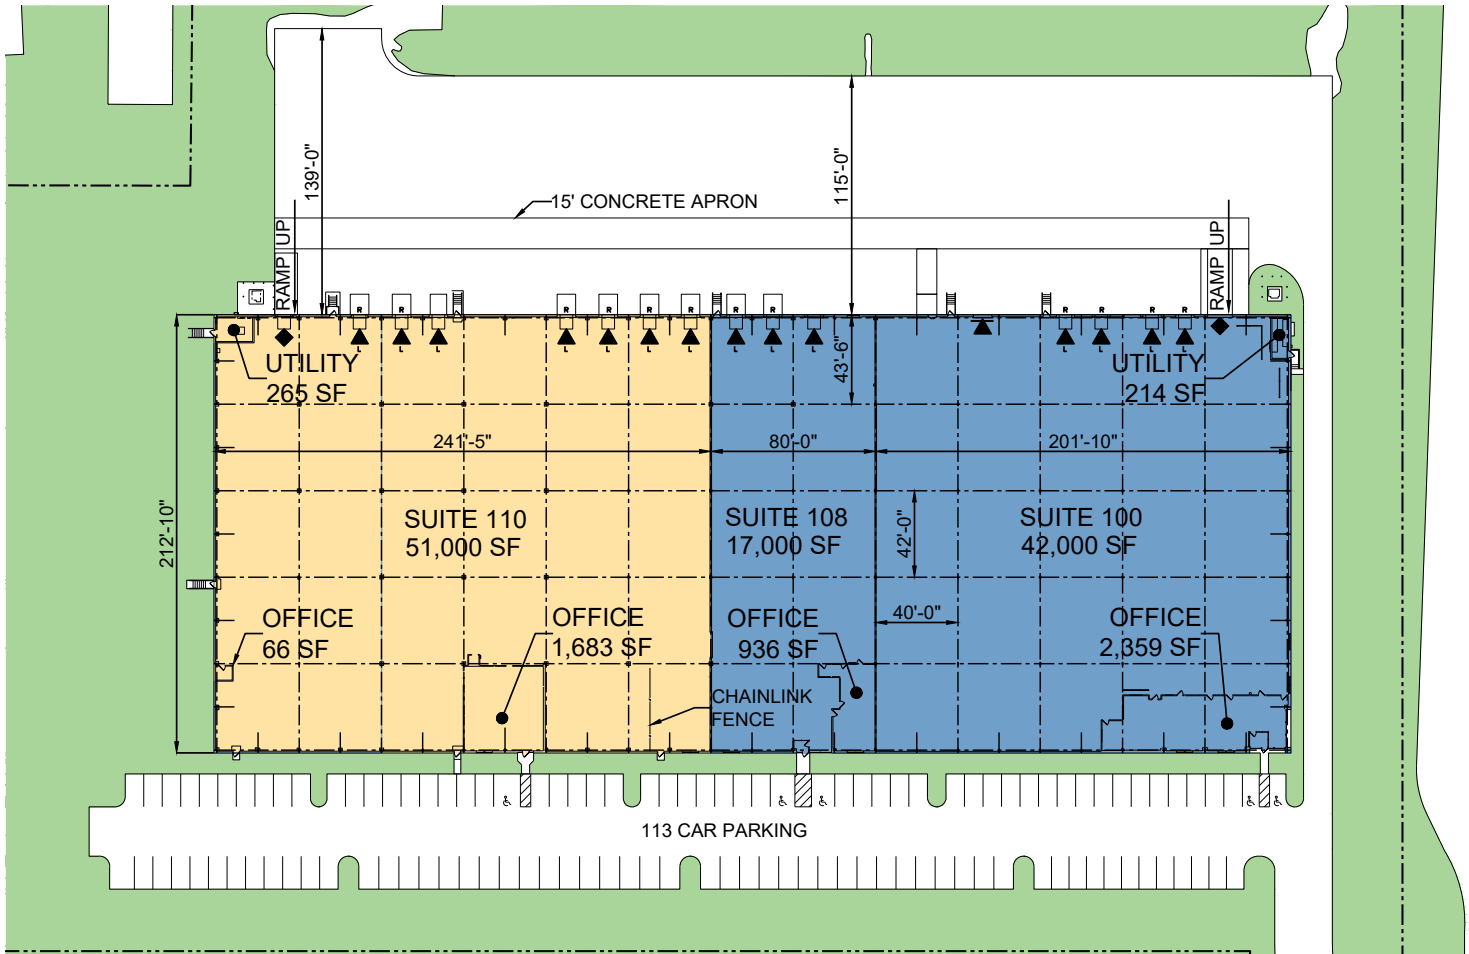 139'-0"
115'-0"
15' CONCRETE APRON
RAMP UP
RAMP UP
R
R
R
R
R
R
R
R
R
R
R
R
R
L
L
L
L
L
L
L
L
L
L
L
L
L
L
UTILITY
265 SF
43'-6"
UTILITY
214 SF
241'-5"
80'-0"
201'-10"
212'-10"
SUITE 110
51,000 SF
SUITE 108
17,000 SF
42'-0"
SUITE 100
42,000 SF
OFFICE
66 SF
OFFICE
1,683 SF
OFFICE
936 SF
40'-0"
OFFICE
2,359 SF
CHAINLINK
FENCE
113 CAR PARKING